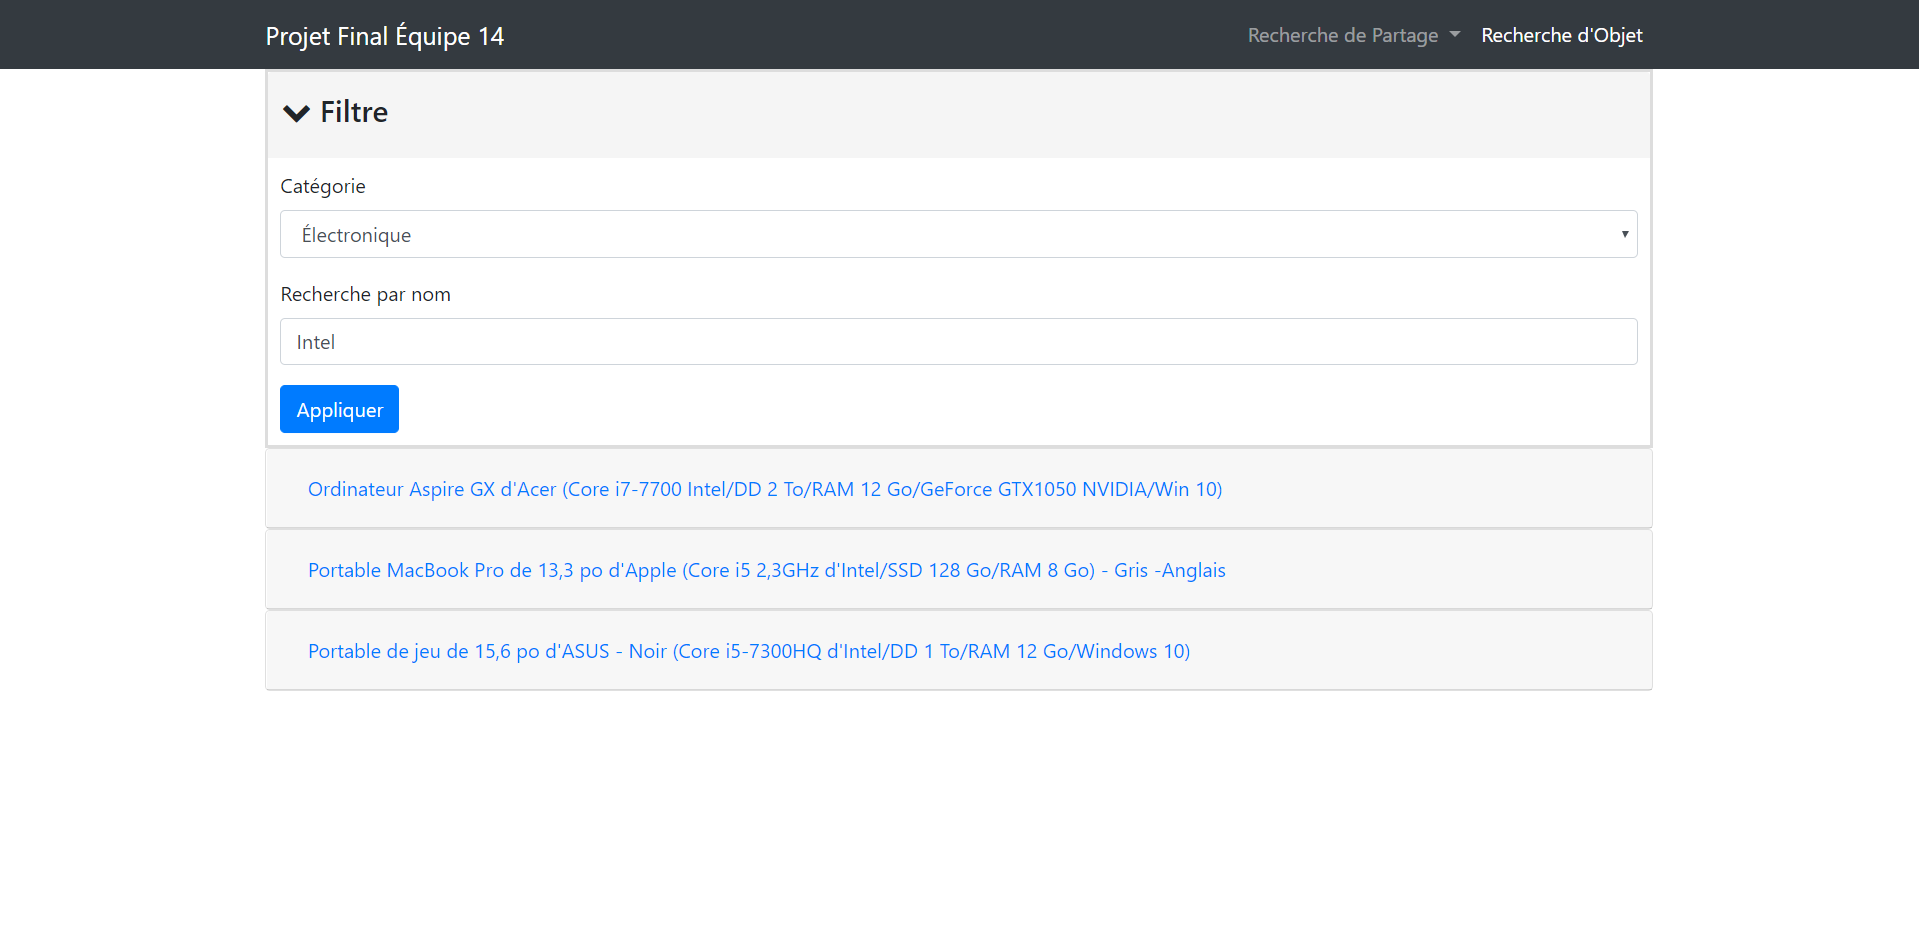 Projet Final Équipe 14
Recherche de Partage
Recherche d'Objet
Filtre
Catégorie
Électronique
Recherche par nom
Intel
Appliquer
Ordinateur Aspire GX d'Acer (Core i7-7700 Intel/DD 2 To/RAM 12 Go/GeForce GTX1050 NVIDIA/Win 10)
Portable MacBook Pro de 13,3 po d'Apple (Core i5 2,3GHz d'Intel/SSD 128 Go/RAM 8 Go) - Gris -Anglais
Portable de jeu de 15,6 po d'ASUS - Noir (Core i5-7300HQ d'Intel/DD 1 To/RAM 12 Go/Windows 10)